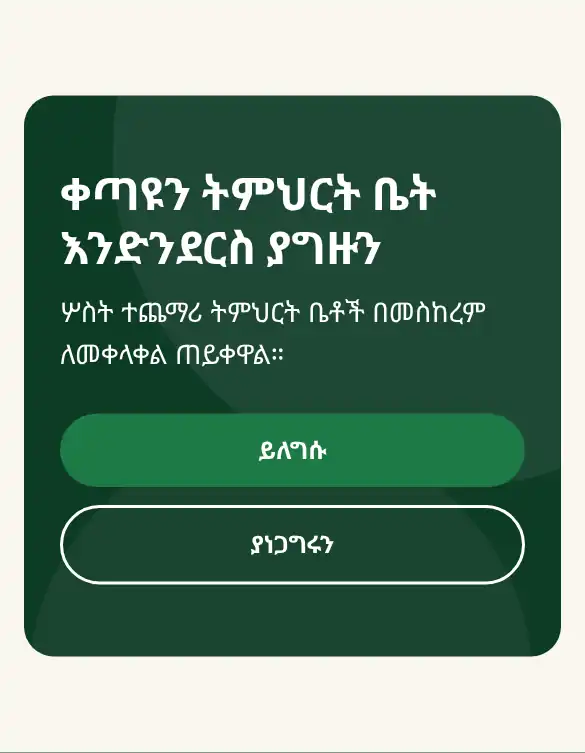 ቀጣዩን ትምህርት ቤት
እንድንደርስ ያግዙን
ሦስት ተጨማሪ ትምህርት ቤቶች በመስከረም
ለመቀላቀል ጠይቀዋል።
ይለግሱ
ያነጋግሩን